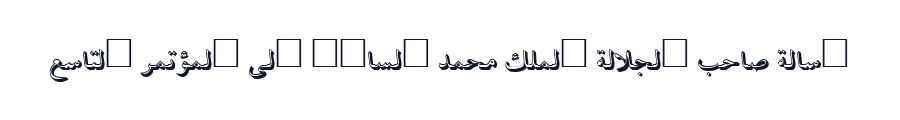 □سالة صاحب □لجلالة □لملك محمد □لسا□□ □لى □لمؤتمر □لتاسع